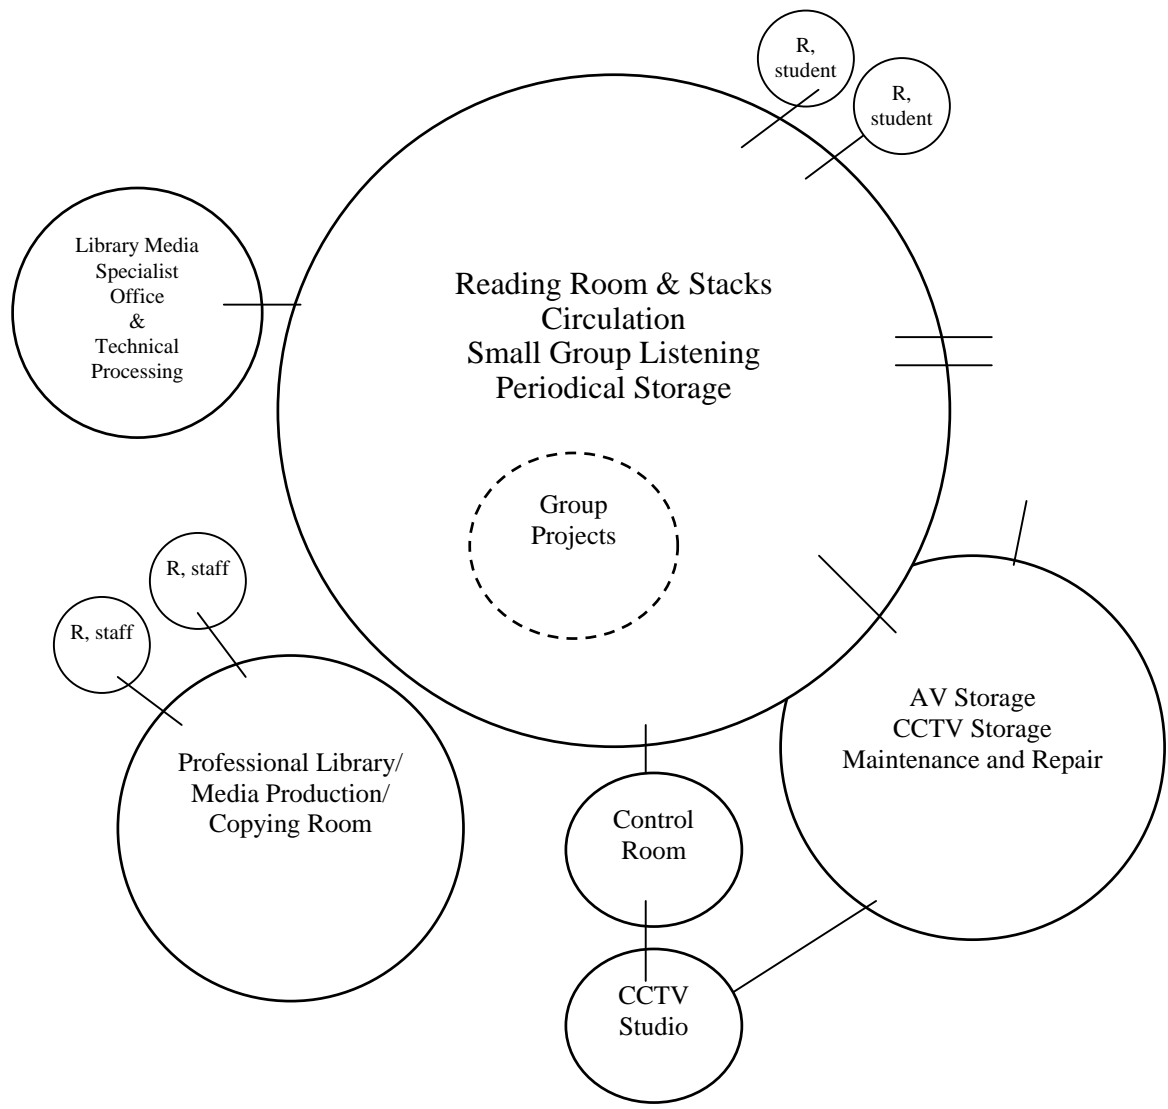 R,
student
R,
student
Library Media
Specialist
Office
&
Technical
Processing
Reading Room & Stacks
Circulation
Small Group Listening
Periodical Storage
Group
Projects
R, staff
R, staff
AV Storage
CCTV Storage
Maintenance and Repair
Professional Library/
Media Production/
Copying Room
Control
Room
CCTV
Studio